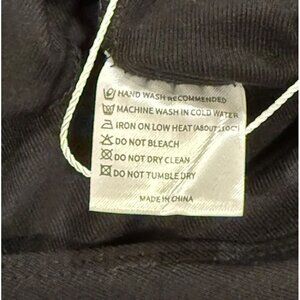 HAND WASH RECOMMENDED
MACHINE WASH IN COLD WATER
IRON ON LOW HEAT
DO NOT BLEACH
DO NOT DRY CLEAN
DO NOT TUMBLE DRY
MADE IN CHINA